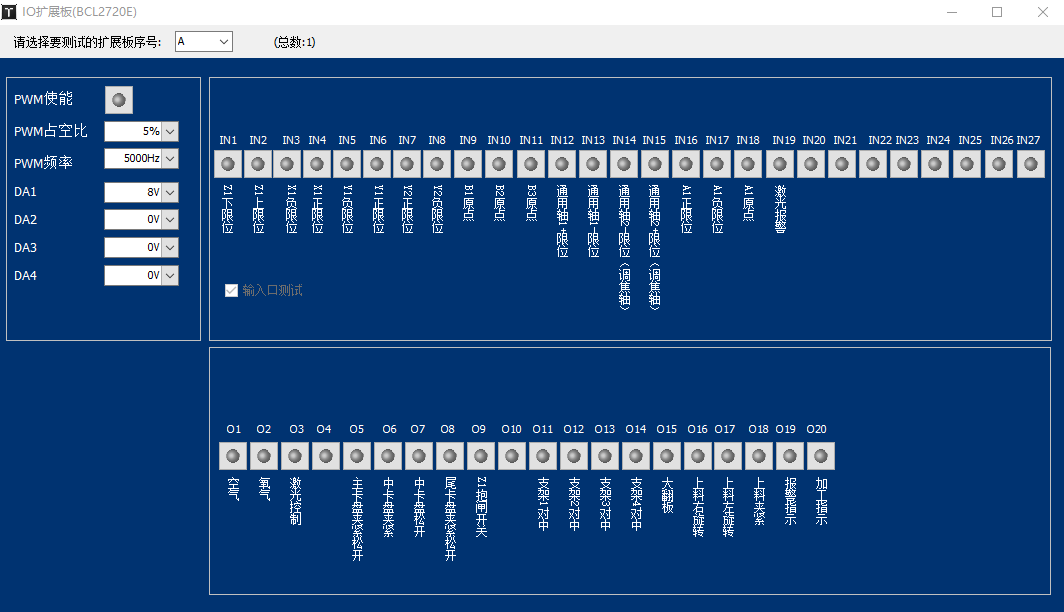 IO扩展板(BCL2720E)
请选择要测试的扩展板序号: A (总数:1)
PWM使能
PWM占空比 5%
PWM频率 5000Hz
DA1 8V
DA2 0V
DA3 0V
DA4 0V
IN1 IN2 IN3 IN4 IN5 IN6 IN7 IN8 IN9 IN10 IN11 IN12 IN13 IN14 IN15 IN16 IN17 IN18 IN19 IN20 IN21 IN22 IN23 IN24 IN25 IN26 IN27
Z1下限位
Z1上限位
X1负限位
X1正限位
Y1负限位
Y1正限位
Y2正限位
Y2负限位
B1原点
B2原点
B3原点
通用轴1+限位
通用轴1-限位
通用轴2-限位(调焦轴)
通用轴2+限位(调焦轴)
A1正限位
A1负限位
A1原点
激光报警
输入口测试
O1 O2 O3 O4 O5 O6 O7 O8 O9 O10 O11 O12 O13 O14 O15 O16 O17 O18 O19 O20
空气
氧气
激光控制
主卡盘夹紧松开
中卡盘夹紧
中卡盘松开
尾卡盘夹紧松开
Z1抱闸开关
支架1对中
支架2对中
支架3对中
支架4对中
大翻板
上料右旋转
上料左旋转
上料夹紧
报警指示
加工指示